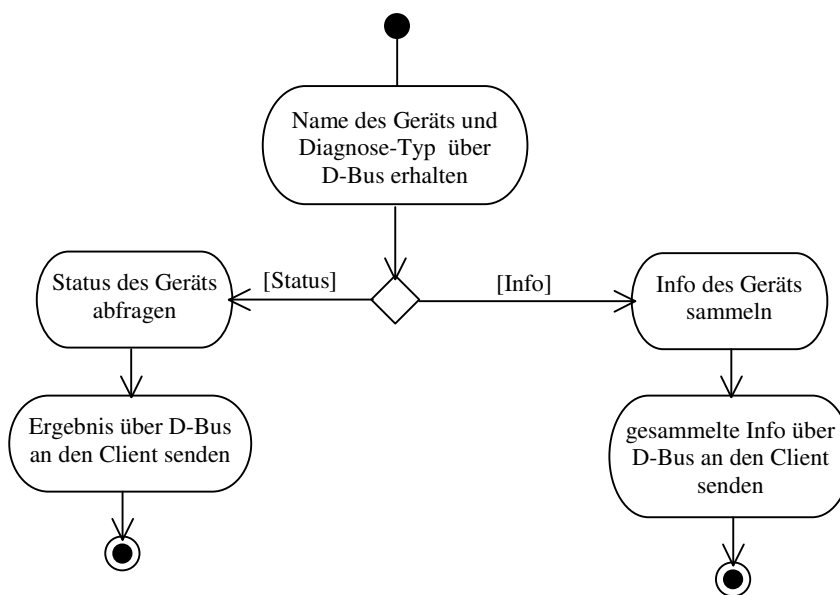 Name des Geräts und
Diagnose-Typ über
D-Bus erhalten
[Status]
[Info]
Status des Geräts
abfragen
Info des Geräts
sammeln
Ergebnis über D-Bus
an den Client senden
gesammelte Info über
D-Bus an den Client
senden